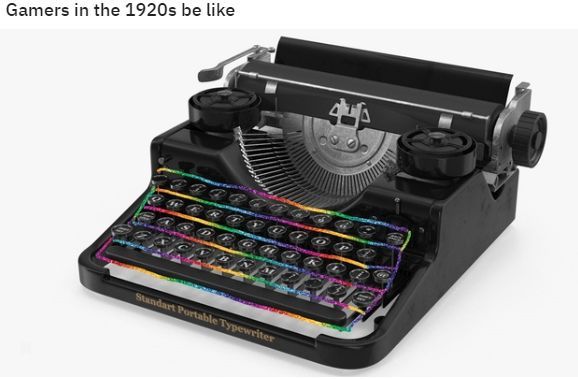 Gamers in the 1920s be like
W E R T Y U I O P
S D F G H J K
X C V B N M
Standart Portable Typewriter